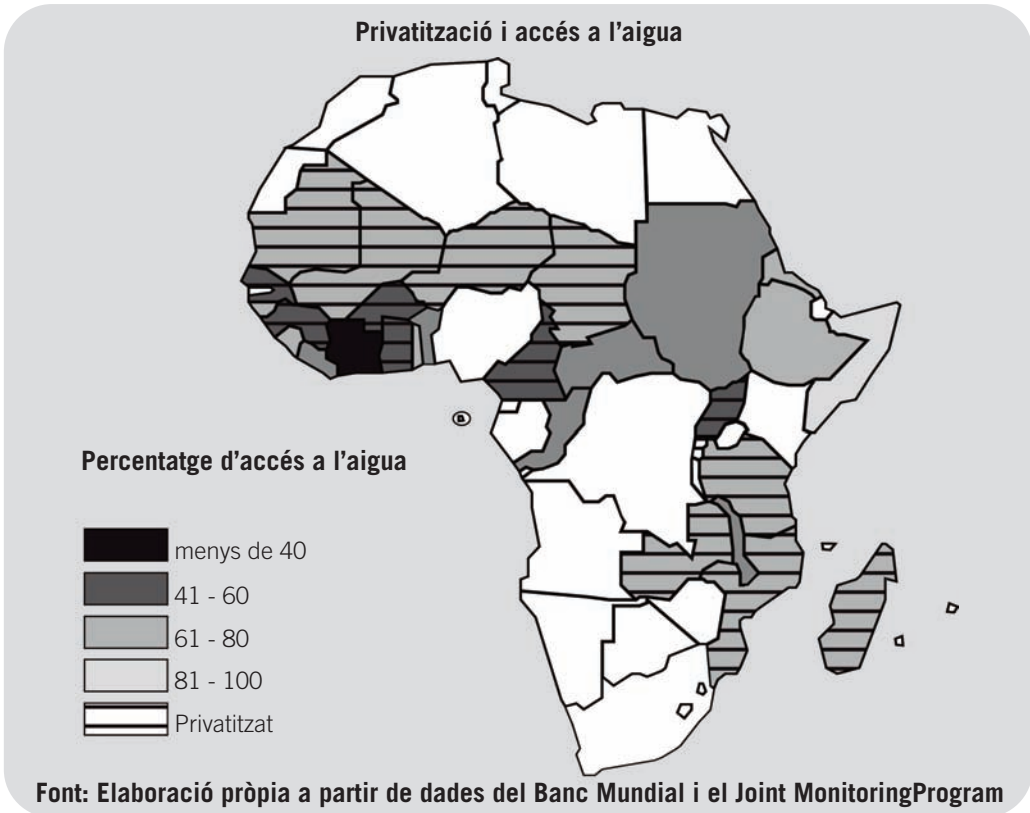 Privatització i accés a l'aigua
Percentatge d'accés a l'aigua
menys de 40
41 - 60
61 - 80
81 - 100
Privatitzat
Font: Elaboració pròpia a partir de dades del Banc Mundial i el Joint MonitoringProgram